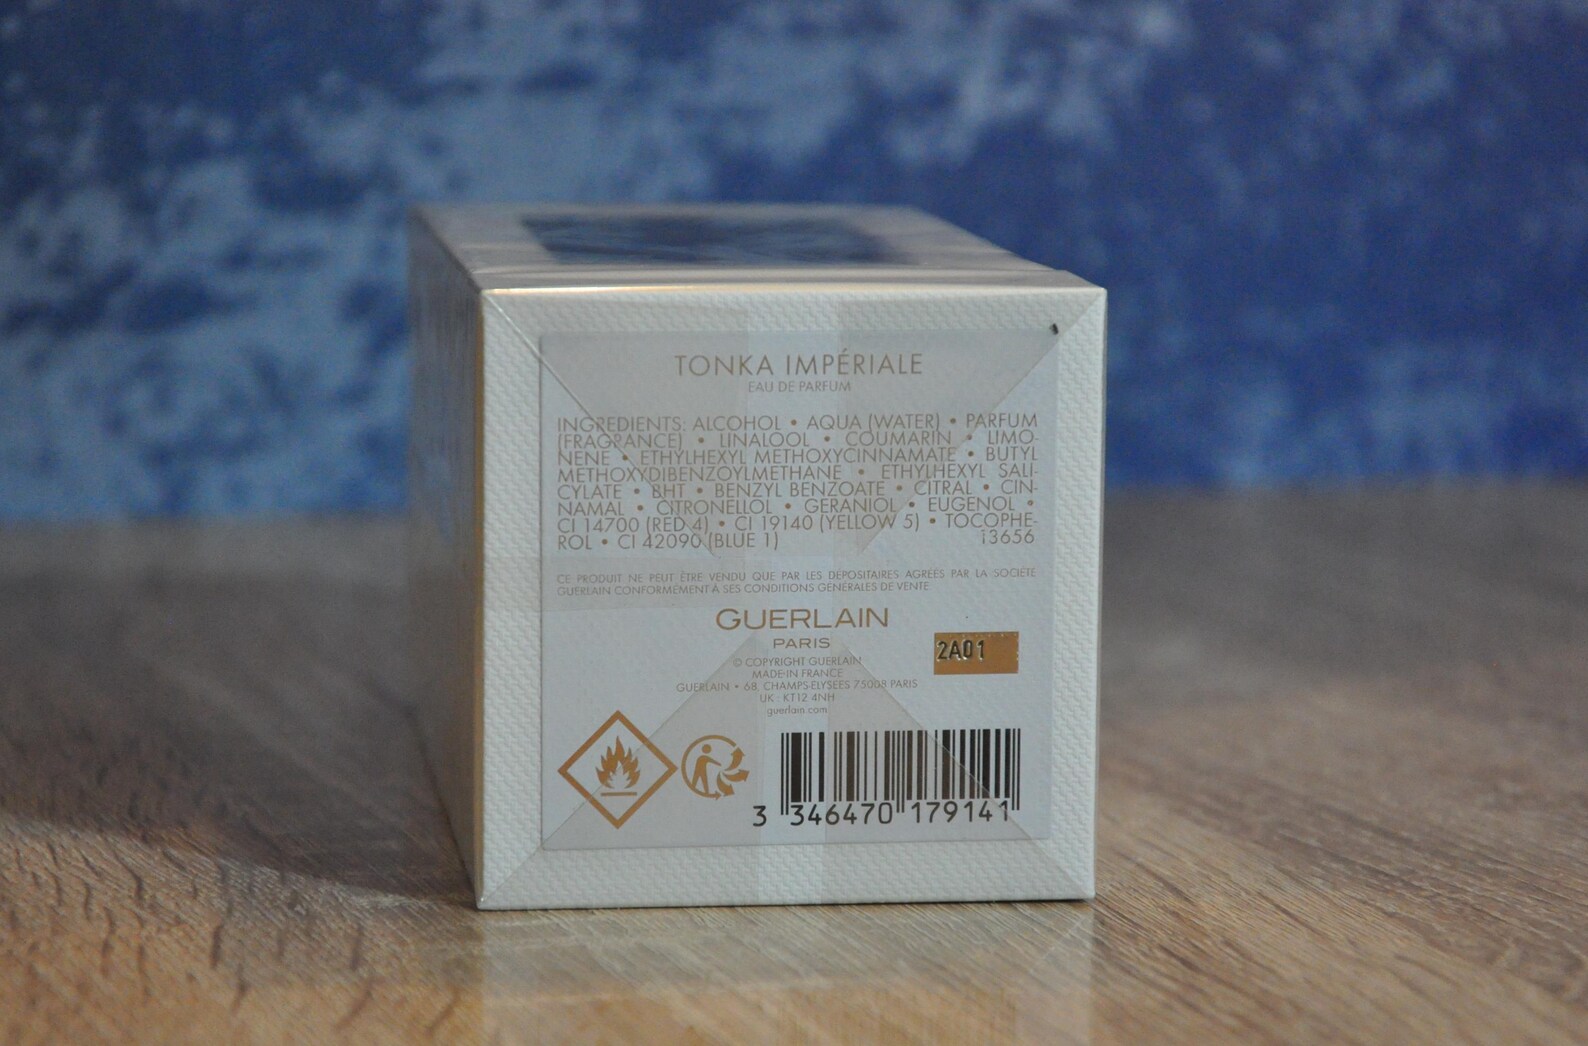 TONKA IMPÉRIALE
EAU DE PARFUM
INGREDIENTS: ALCOHOL • AQUA (WATER) • PARFUM
(FRAGRANCE) • LINALOOL • COUMARIN • LIMO-
NENE • ETHYLHEXYL METHOXYCINNAMATE • BUTYL
METHOXYDIBENZOYLMETHANE • ETHYLHEXYL SALI-
CYLATE • BHT • BENZYL BENZOATE • CITRAL • CIN-
NAMAL • CITRONELLOL • GERANIOL • EUGENOL •
CI 14700 (RED 4) • CI 19140 (YELLOW 5) • TOCOPHE-
ROL • CI 42090 (BLUE 1) 13656
CE PRODUIT NE PEUT ÊTRE VENDU QUE PAR LES DÉPOSITAIRES AGRÉÉS PAR LA SOCIÉTÉ
GUERLAIN CONFORMÉMENT À SES CONDITIONS GÉNÉRALES DE VENTE
GUERLAIN
PARIS
2A01
© COPYRIGHT GUERLAIN
MADE IN FRANCE
GUERLAIN • 68, CHAMPS-ELYSEES 75008 PARIS
UK : KT12 4NH
guerlain.com
3 346470 179141